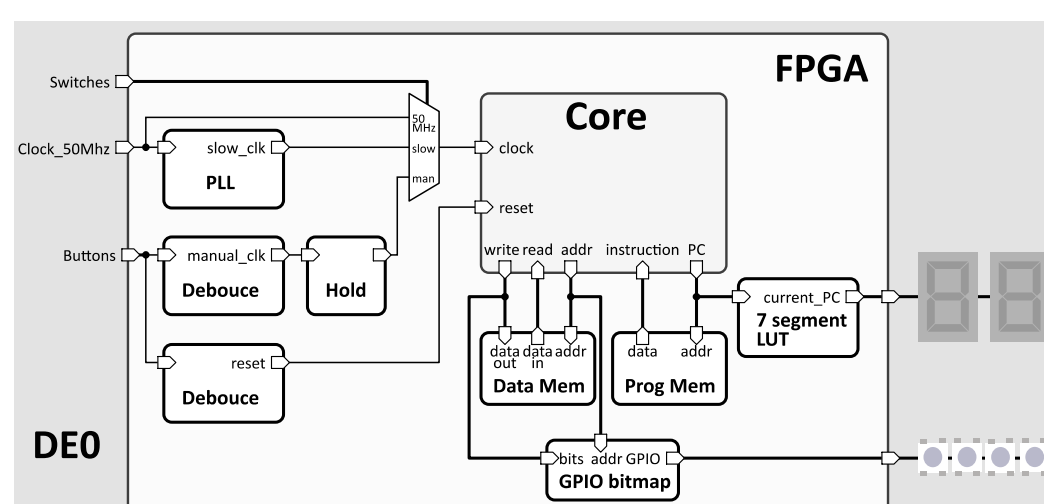 FPGA
Switches
Core
50
MHz
Clock_50Mhz
slow_clk
slow
clock
PLL
man
reset
Buttons
manual_clk
write read addr instruction PC
Debouce
Hold
current_PC
7 segment
LUT
data
out
data
in
addr
data
addr
reset
Data Mem
Prog Mem
Debouce
DE0
bits addr GPIO
GPIO bitmap